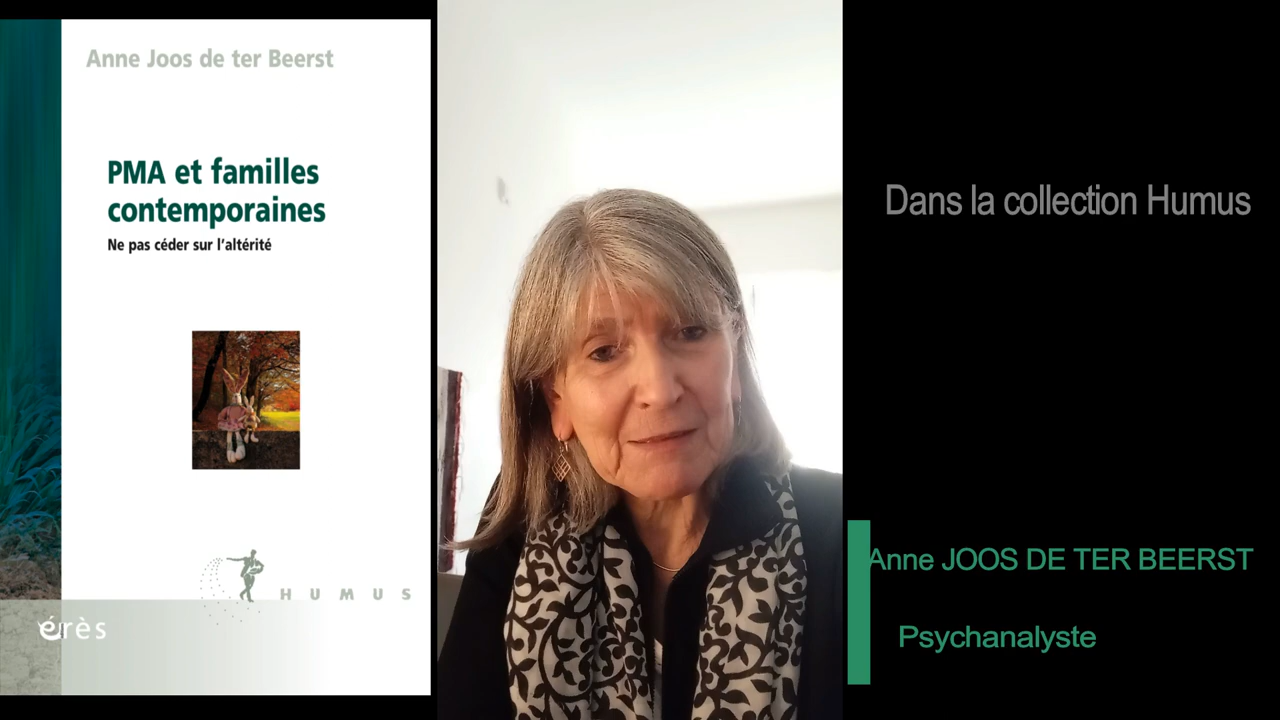 Anne Joos de ter Beerst
PMA et familles
contemporaines
Ne pas céder sur l'altérité
HUMUS
érès
Dans la collection Humus
Anne JOOS DE TER BEERST
Psychanalyste